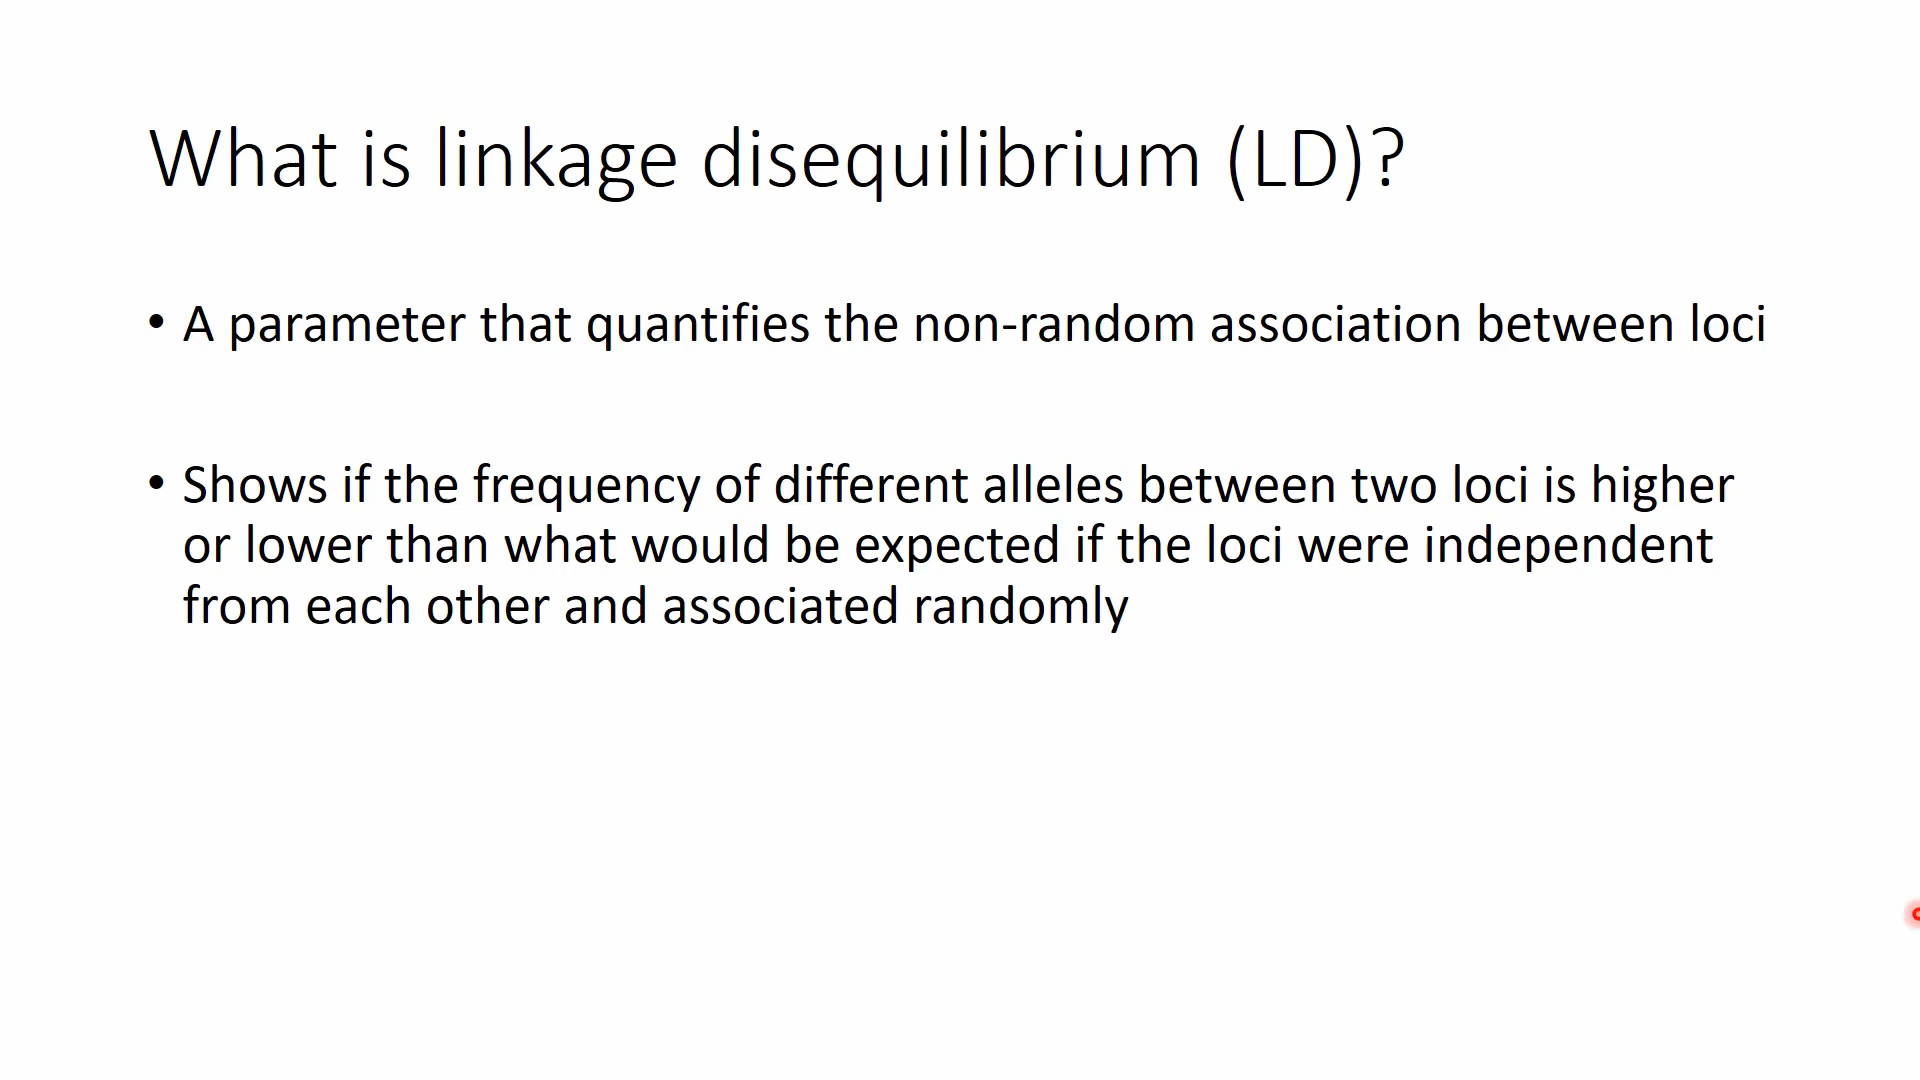 What is linkage disequilibrium (LD)?
• A parameter that quantifies the non-random association between loci
• Shows if the frequency of different alleles between two loci is higher
or lower than what would be expected if the loci were independent
from each other and associated randomly